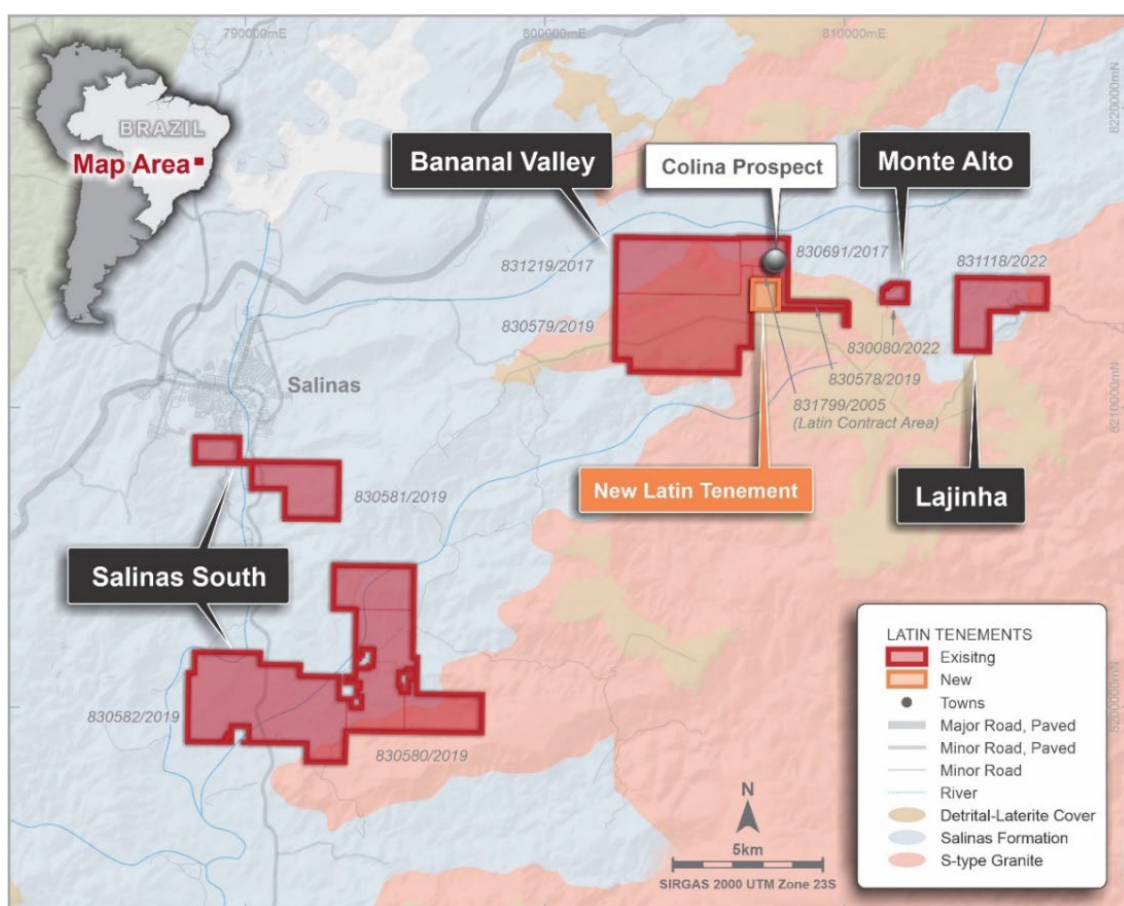 790000mE
800000mE
810000mE
8220000mN
BRAZIL
Map Area
Bananal Valley
Colina Prospect
Monte Alto
831219/2017
830691/2017
831118/2022
830579/2019
830080/2022
830578/2019
831799/2005
(Latin Contract Area)
8210000mN
Salinas
New Latin Tenement
Lajinha
830581/2019
Salinas South
830582/2019
830580/2019
8200000mN
N
5km
SIRGAS 2000 UTM Zone 23S
LATIN TENEMENTS
Exisitng
New
Towns
Major Road, Paved
Minor Road, Paved
Minor Road
River
Detrital-Laterite Cover
Salinas Formation
S-type Granite